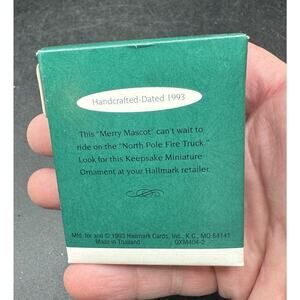 Handcrafted-Dated 1993
This "Merry Mascot" can't wait to
ride on the "North Pole Fire Truck."
Look for this Keepsake Miniature
Ornament at your Hallmark retailer.
Mfd. for and © 1993 Hallmark Cards, Inc., K.C., MO 64141
Made in Thailand QXM404-2